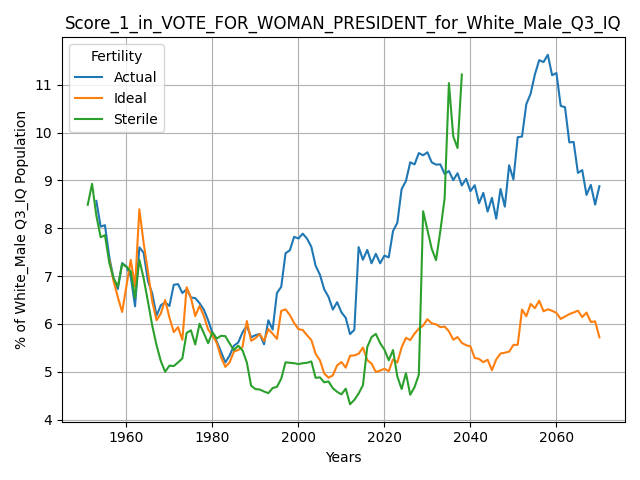 Score_1_in_VOTE_FOR_WOMAN_PRESIDENT_for_White_Male_Q3_IQ
Fertility
Actual
Ideal
Sterile
% of White_Male Q3_IQ Population
11
10
9
8
7
6
5
4
1960
1980
2000
2020
2040
2060
Years